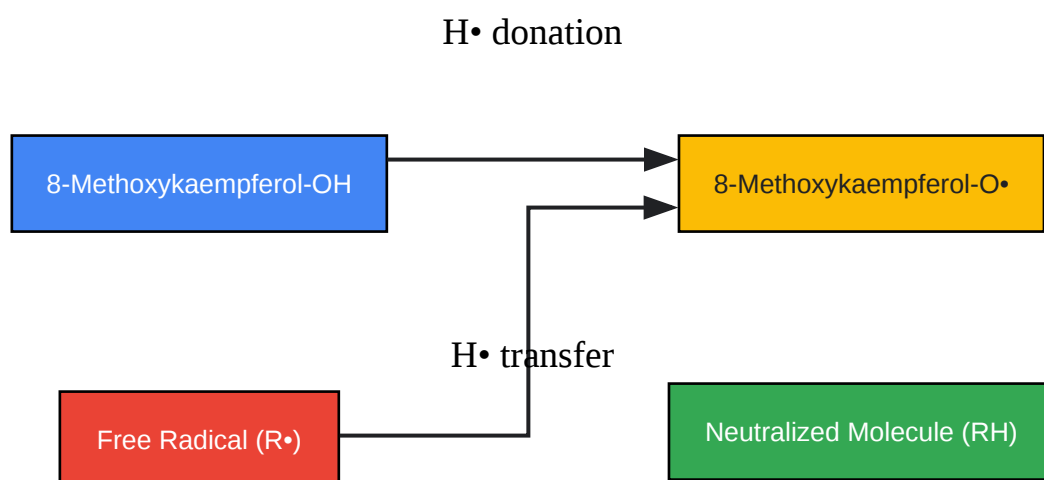 H• donation
8-Methoxykaempferol-OH
8-Methoxykaempferol-O•
H• transfer
Free Radical (R•)
Neutralized Molecule (RH)